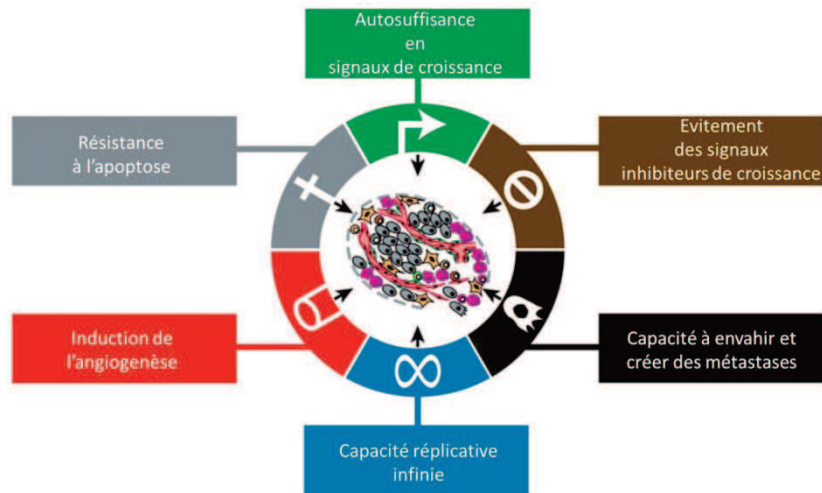 Autosuffisance
en
signaux de croissance
Résistance
à l'apoptose
Evitement
des signaux
inhibiteurs de croissance
Induction de
l'angiogenèse
Capacité à envahir et
créer des métastases
Capacité réplicative
infinie